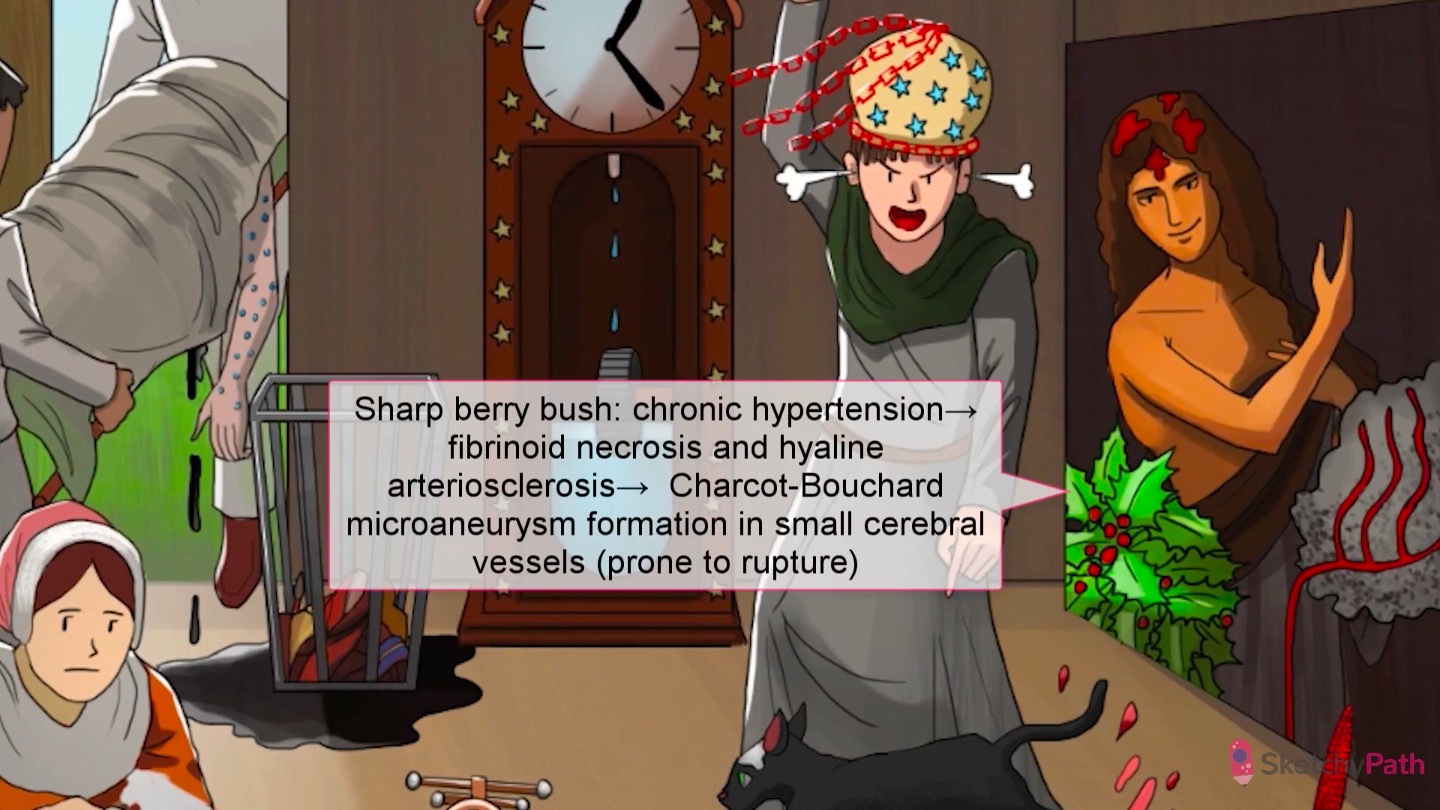 Sharp berry bush: chronic hypertension→
fibrinoid necrosis and hyaline
arteriosclerosis→ Charcot-Bouchard
microaneurysm formation in small cerebral
vessels (prone to rupture)
SketchyPath